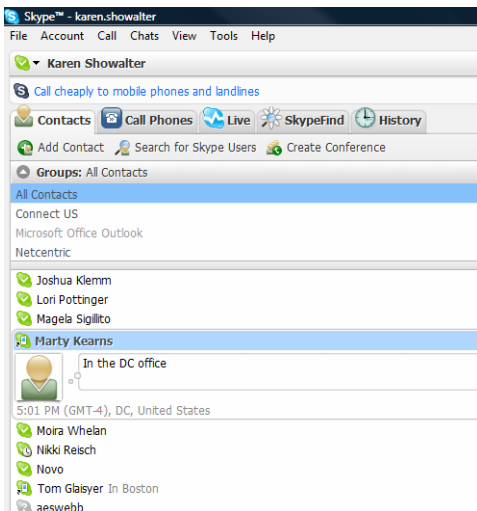 Skype™ - karen.showalter
File Account Call Chats View Tools Help
Karen Showalter
Call cheaply to mobile phones and landlines
Contacts Call Phones Live SkypeFind History
Add Contact Search for Skype Users Create Conference
Groups: All Contacts
All Contacts
Connect US
Microsoft Office Outlook
Netcentric
Joshua Klemm
Lori Pottinger
Magela Sigillito
Marty Kearns
In the DC office
5:01 PM (GMT-4), DC, United States
Moira Whelan
Nikki Reisch
Novo
Tom Glaisyer In Boston
aeswebb